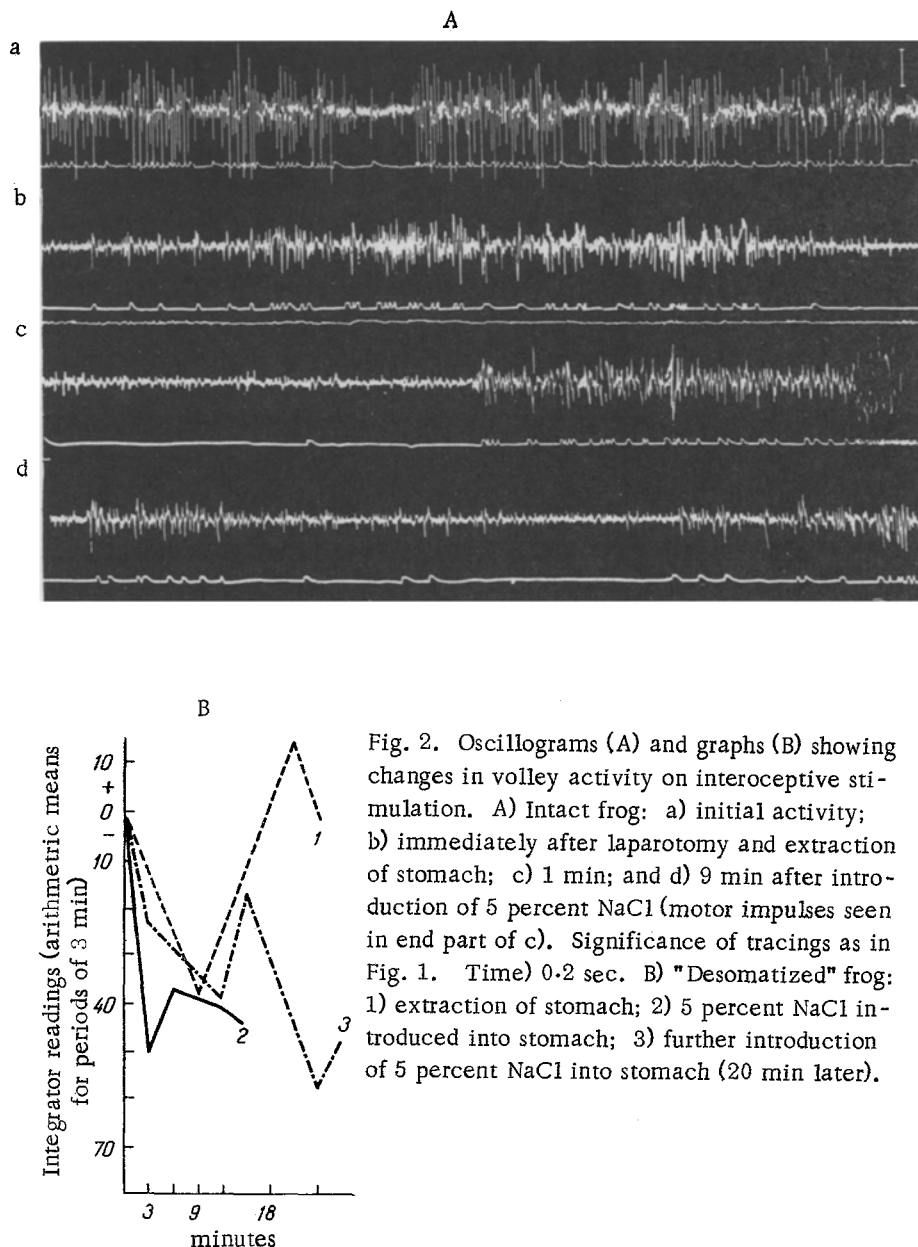 A
a
b
c
d
B
Integrator readings (arithmetric means
for periods of 3 min)
10
+
0
−
10
40
70
3
9
18
minutes
1
2
3
Fig. 2. Oscillograms (A) and graphs (B) showing
changes in volley activity on interoceptive sti-
mulation. A) Intact frog: a) initial activity;
b) immediately after laparotomy and extraction
of stomach; c) 1 min; and d) 9 min after intro-
duction of 5 percent NaCl (motor impulses seen
in end part of c). Significance of tracings as in
Fig. 1. Time) 0·2 sec. B) "Desomatized" frog:
1) extraction of stomach; 2) 5 percent NaCl in-
troduced into stomach; 3) further introduction
of 5 percent NaCl into stomach (20 min later).